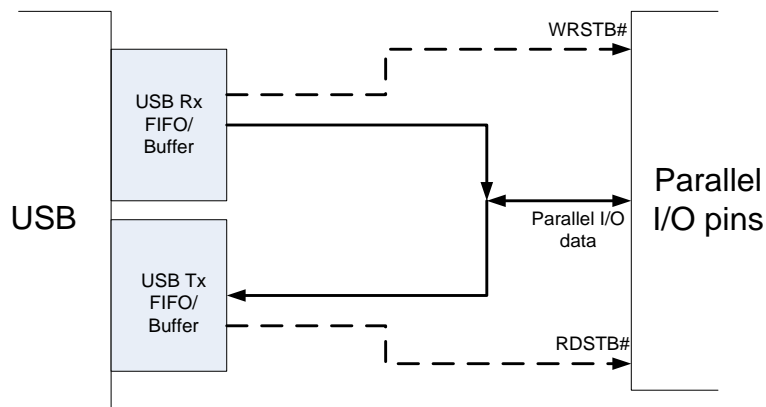 WRSTB#
USB Rx
FIFO/
Buffer
USB
Parallel
I/O pins
Parallel I/O
data
USB Tx
FIFO/
Buffer
RDSTB#